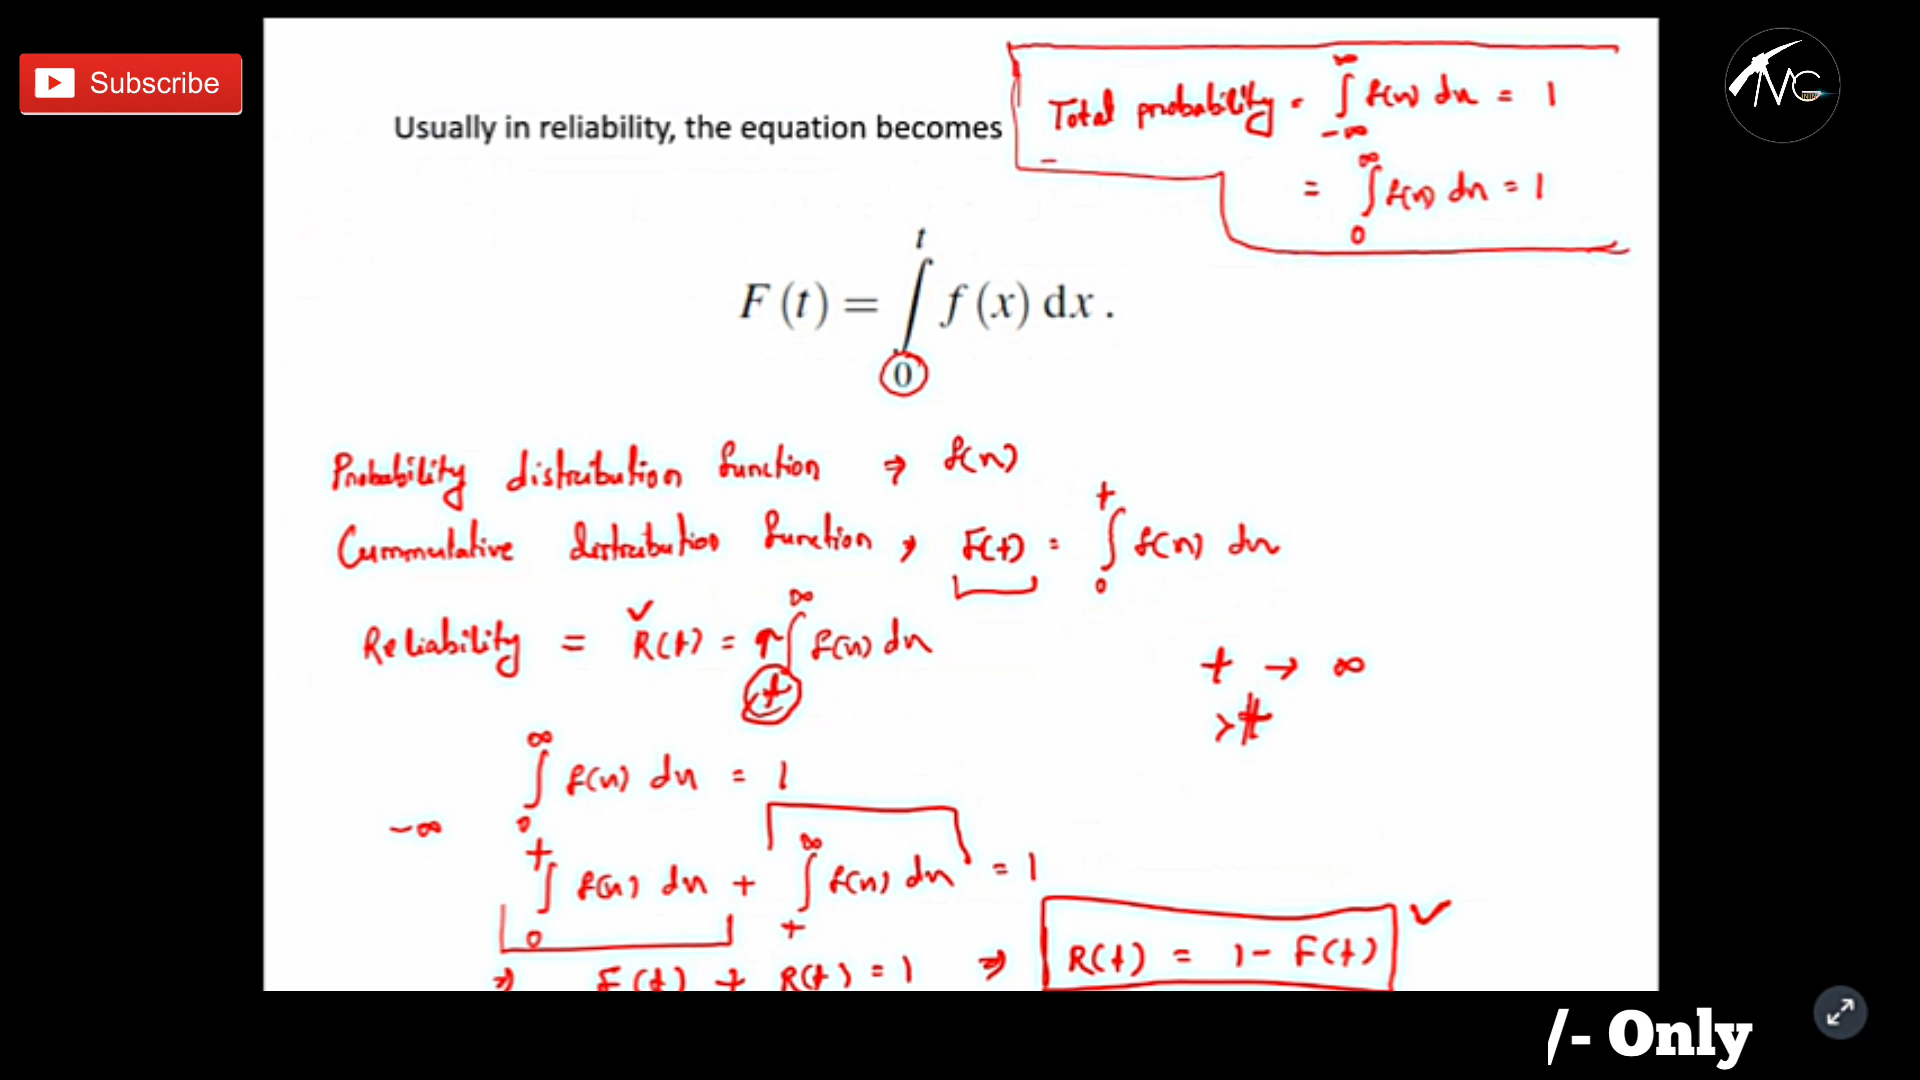 Subscribe
Usually in reliability, the equation becomes
Total probability = ∫_{-∞}^{∞} f(x) dx = 1
= ∫_{0}^{∞} f(x) dx = 1
F (t) = ∫_{0}^{t} f (x) dx .
Probability distribution function ⇒ f(x)
Cummulative distribution function, F(t) = ∫_{0}^{t} f(x) dx
Reliability = R(t) = ∫_{t}^{∞} f(x) dx
t → ∞
> t
∫_{0}^{∞} f(x) dx = 1
-∞
∫_{0}^{t} f(x) dx + ∫_{t}^{∞} f(x) dx = 1
⇒ F(t) + R(t) = 1 ⇒ R(t) = 1 - F(t)
/- Only